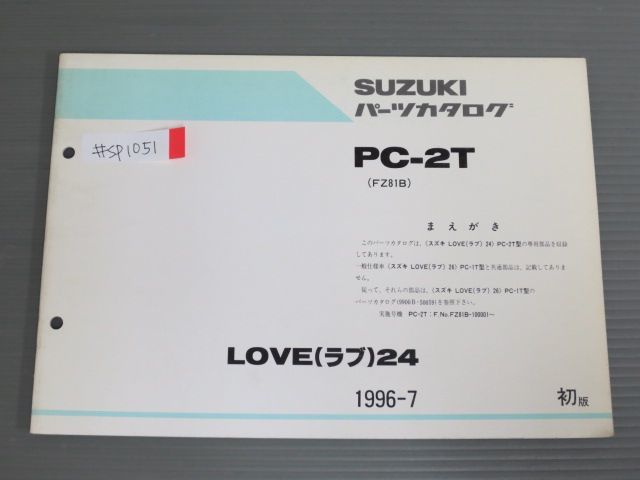 SUZUKI
パーツカタログ
#SP1051
PC-2T
(FZ81B)
まえがき
このパーツカタログは、(スズキ LOVE(ラブ) 24) PC-2T型の専用部品を収録
してあります。
一般仕様車 (スズキ LOVE(ラブ) 26) PC-1T型と共通部品は、記載してありま
せん。
従って、それらの部品は、(スズキ LOVE(ラブ) 26) PC-1T型の
パーツカタログ(9900B-50059)を参照下さい。
実施号機 PC-2T:F.No.FZ81B-100001〜
LOVE(ラブ)24
1996-7
初版